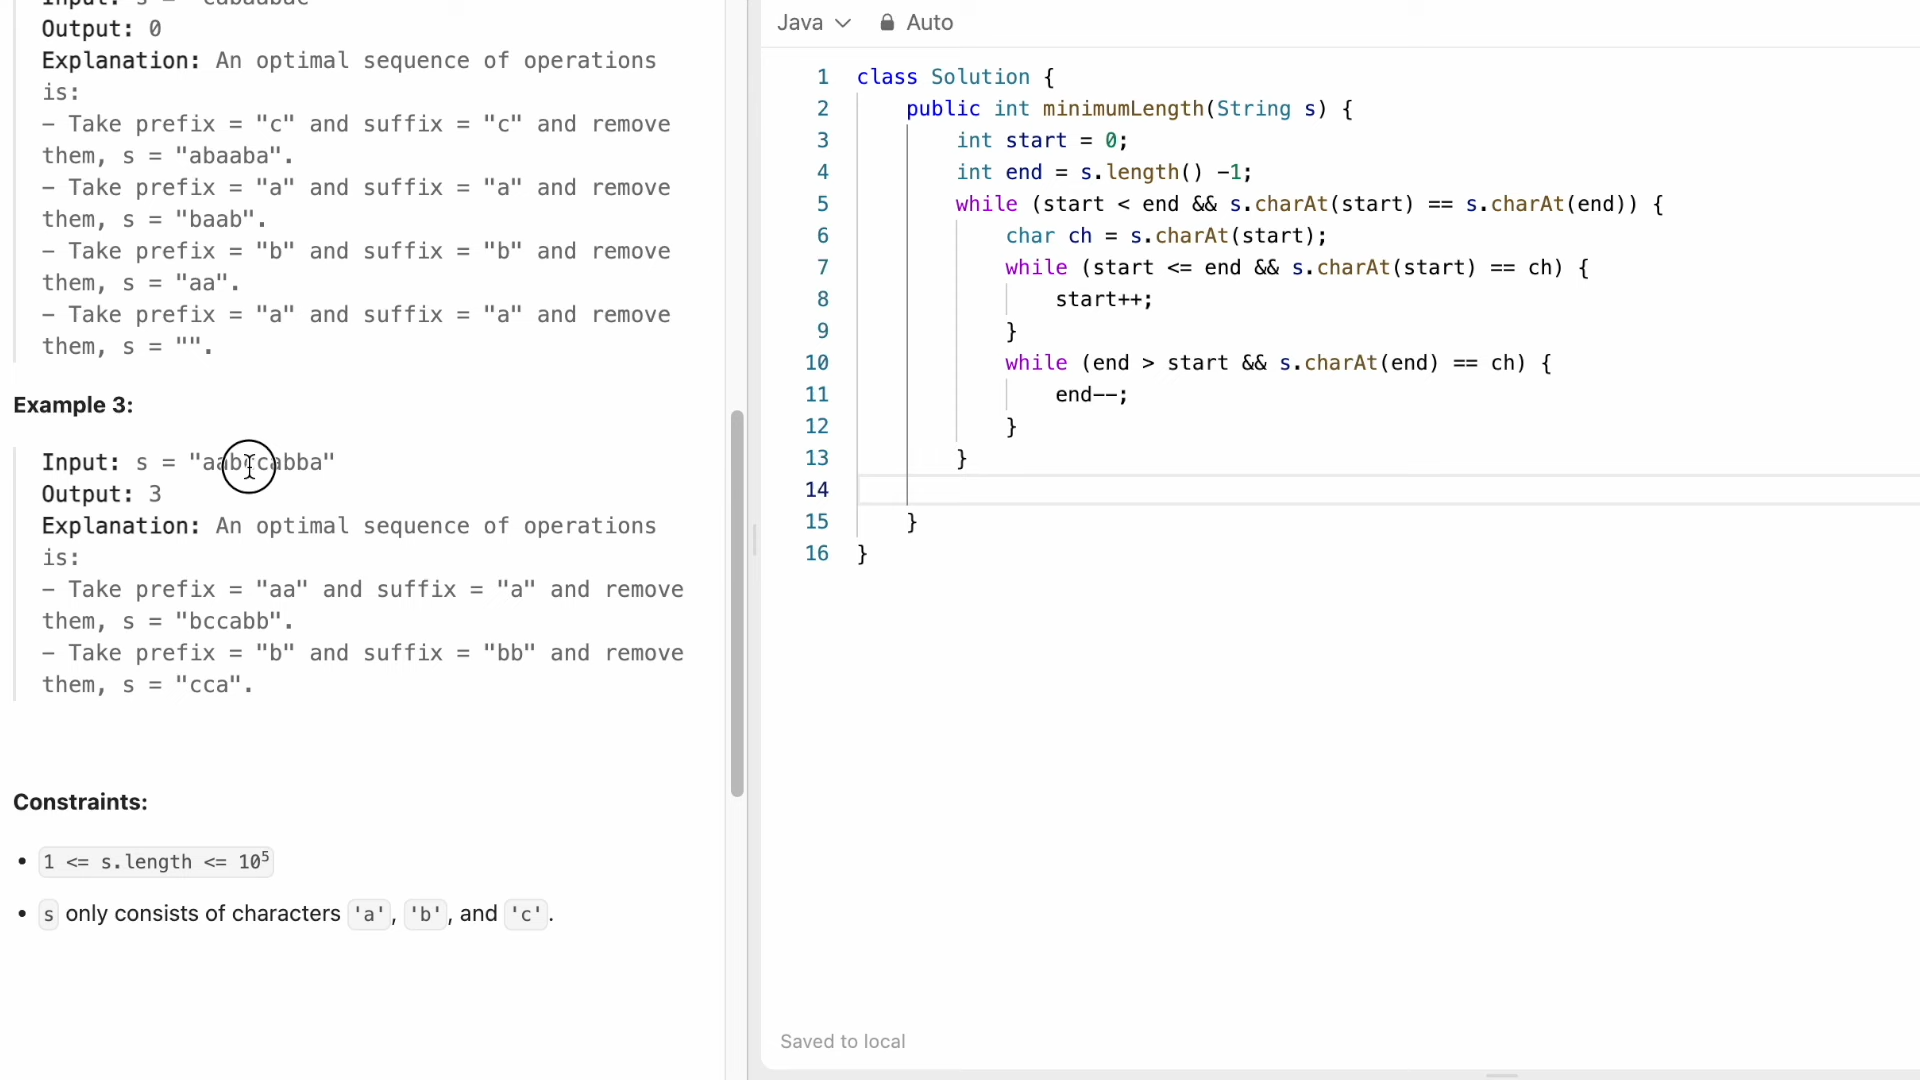 Output: 0
Explanation: An optimal sequence of operations
is:
– Take prefix = "c" and suffix = "c" and remove
them, s = "abaaba".
– Take prefix = "a" and suffix = "a" and remove
them, s = "baab".
– Take prefix = "b" and suffix = "b" and remove
them, s = "aa".
– Take prefix = "a" and suffix = "a" and remove
them, s = "".
Example 3:
Input: s = "aabccabba"
Output: 3
Explanation: An optimal sequence of operations
is:
– Take prefix = "aa" and suffix = "a" and remove
them, s = "bccabb".
– Take prefix = "b" and suffix = "bb" and remove
them, s = "cca".
Constraints:
• 1 <= s.length <= 10⁵
• s only consists of characters 'a', 'b', and 'c'.
Java Auto
1 class Solution {
2 public int minimumLength(String s) {
3 int start = 0;
4 int end = s.length() -1;
5 while (start < end && s.charAt(start) == s.charAt(end)) {
6 char ch = s.charAt(start);
7 while (start <= end && s.charAt(start) == ch) {
8 start++;
9 }
10 while (end > start && s.charAt(end) == ch) {
11 end--;
12 }
13 }
14
15 }
16 }
Saved to local